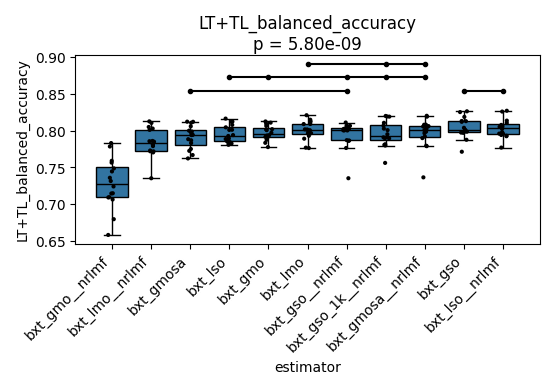 LT+TL_balanced_accuracy
p = 5.80e-09
LT+TL_balanced_accuracy
0.90
0.85
0.80
0.75
0.70
0.65
bxt_gmo__nrlmf
bxt_lmo__nrlmf
bxt_gmosa
bxt_lso
bxt_gmo
bxt_lmo
bxt_gso__nrlmf
bxt_gso_1k__nrlmf
bxt_gmosa__nrlmf
bxt_gso
bxt_lso__nrlmf
estimator